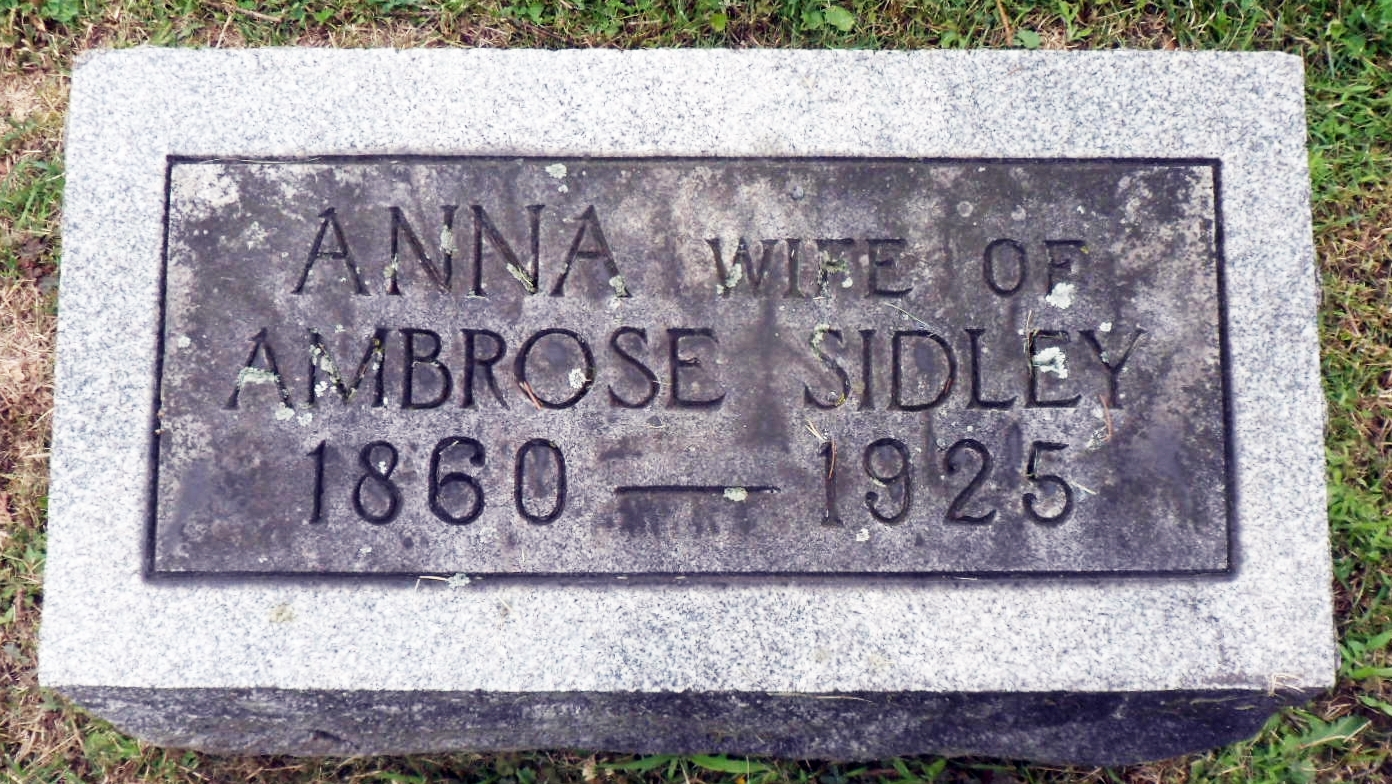 ANNA WIFE OF
AMBROSE SIDLEY
1860 — 1925